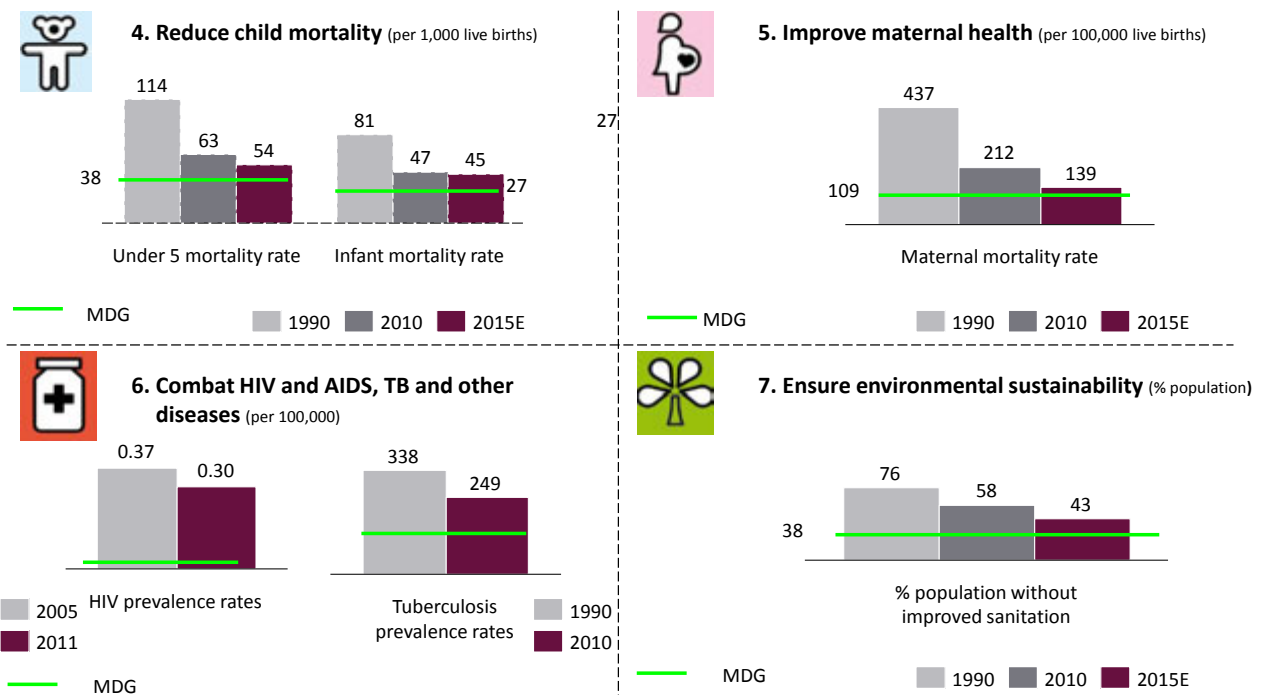 4. Reduce child mortality (per 1,000 live births)
114
63
54
38
81
47
45
27
27
Under 5 mortality rate
Infant mortality rate
MDG
1990
2010
2015E
5. Improve maternal health (per 100,000 live births)
437
212
139
109
Maternal mortality rate
MDG
1990
2010
2015E
6. Combat HIV and AIDS, TB and other
diseases (per 100,000)
0.37
0.30
HIV prevalence rates
2005
2011
338
249
Tuberculosis
prevalence rates
1990
2010
MDG
7. Ensure environmental sustainability (% population)
76
58
43
38
% population without
improved sanitation
MDG
1990
2010
2015E